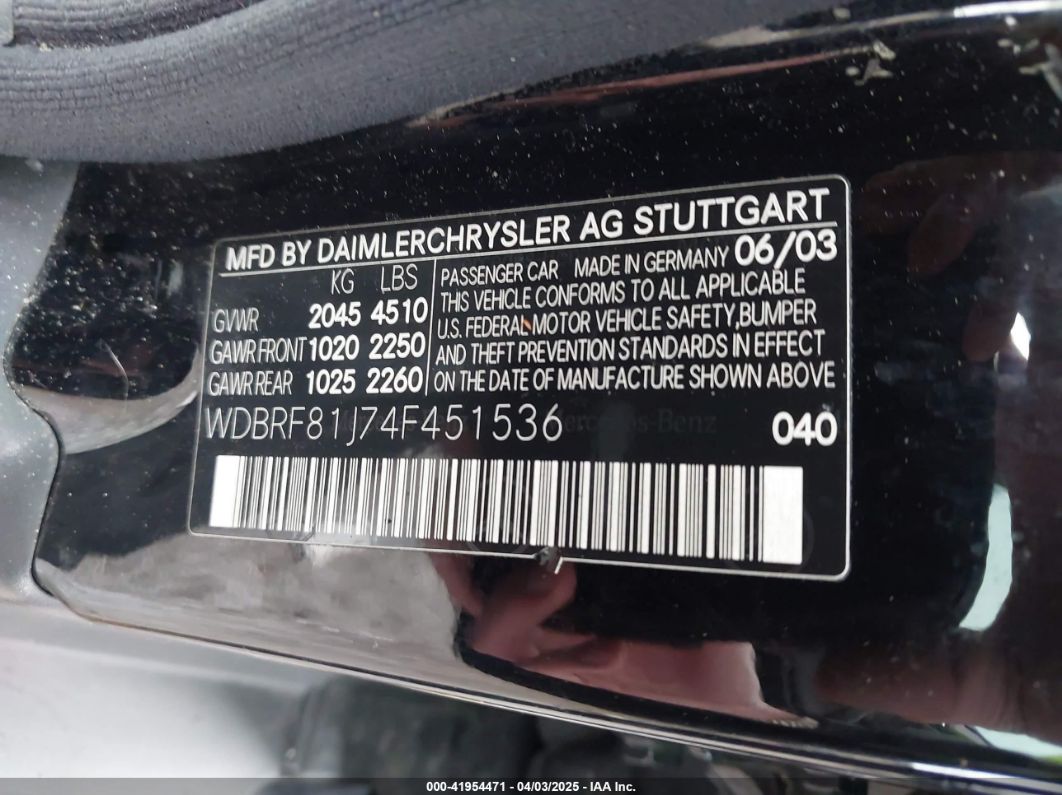 MFD BY DAIMLERCHRYSLER AG STUTTGART
KG LBS
GVWR 2045 4510
GAWR FRONT 1020 2250
GAWR REAR 1025 2260
06/03
PASSENGER CAR MADE IN GERMANY
THIS VEHICLE CONFORMS TO ALL APPLICABLE
U.S. FEDERAL MOTOR VEHICLE SAFETY, BUMPER
AND THEFT PREVENTION STANDARDS IN EFFECT
ON THE DATE OF MANUFACTURE SHOWN ABOVE
WDBRF81J74F451536
Mercedes-Benz
040
000-41954471 - 04/03/2025 - IAA Inc.